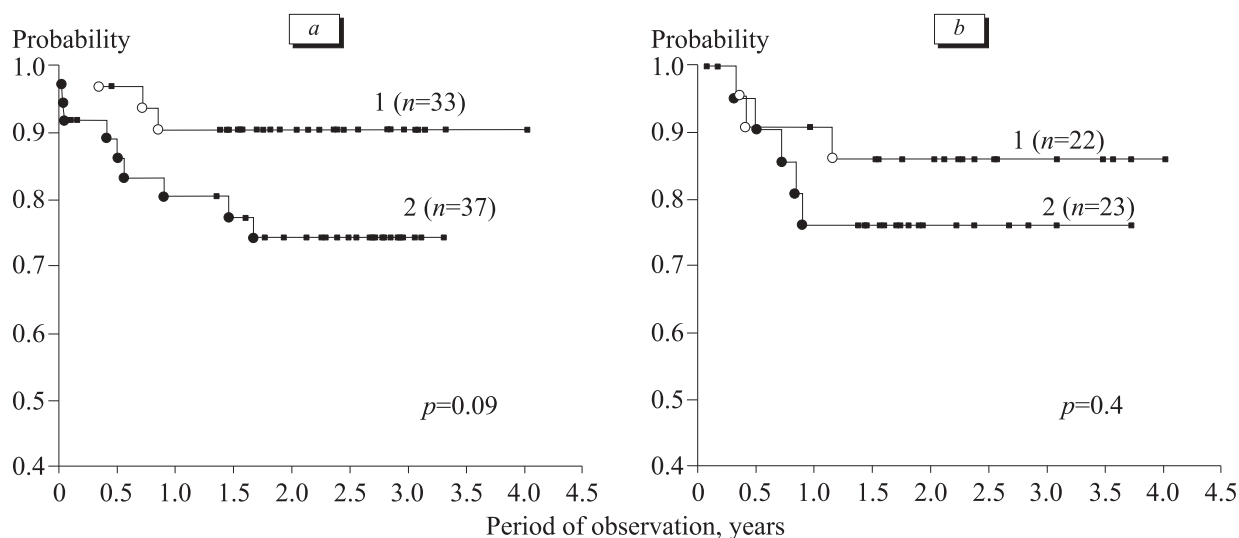 a
Probability
1.0
0.9
0.8
0.7
0.6
0.5
0.4
1 (n=33)
2 (n=37)
p=0.09
0 0.5 1.0 1.5 2.0 2.5 3.0 3.5 4.0 4.5
b
Probability
1.0
0.9
0.8
0.7
0.6
0.5
0.4
1 (n=22)
2 (n=23)
p=0.4
0 0.5 1.0 1.5 2.0 2.5 3.0 3.5 4.0 4.5
Period of observation, years